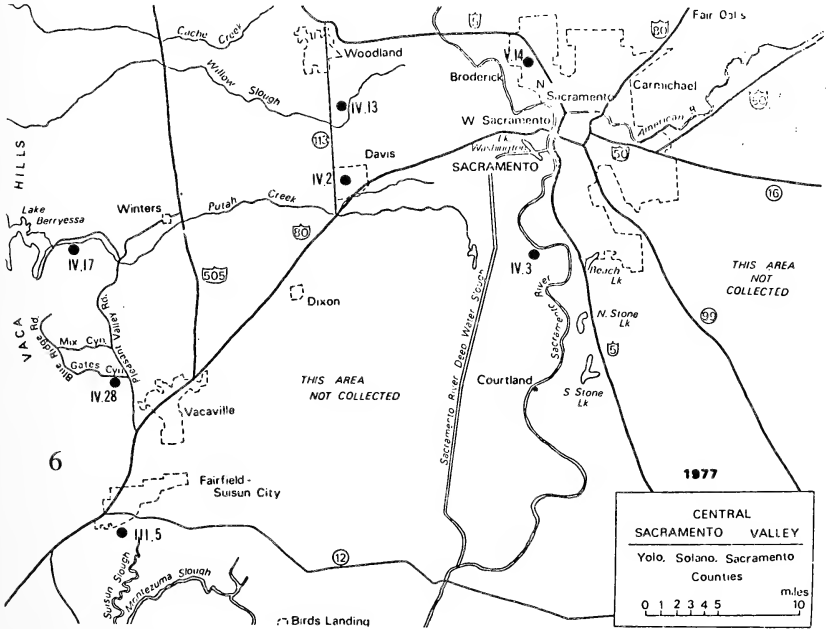 Cache Creek
Willow Slough
Woodland
IV.13
113
5
V.14
Broderick
N Sacramento
W Sacramento
Lk Washington
SACRAMENTO
80
Fair Oaks
Carmichael
American R
50
50
16
HILLS
VACA
Lake Berryessa
IV.17
Winters
Putah Creek
Davis
IV.2
80
505
Dixon
Blue Ridge Rd.
Mix Cyn.
Gates Cyn.
Pleasant Valley Rd.
IV.28
Vacaville
THIS AREA
NOT COLLECTED
Sacramento River Deep Water Slough
IV.3
Sacramento River
Beach Lk
N. Stone Lk
S Stone Lk
5
Courtland
THIS AREA
NOT
COLLECTED
99
6
Fairfield -
Suisun City
III.5
Suisun Slough
Montezuma Slough
12
Birds Landing
1977
CENTRAL
SACRAMENTO VALLEY
Yolo, Solano, Sacramento
Counties
miles
0 1 2 3 4 5 10